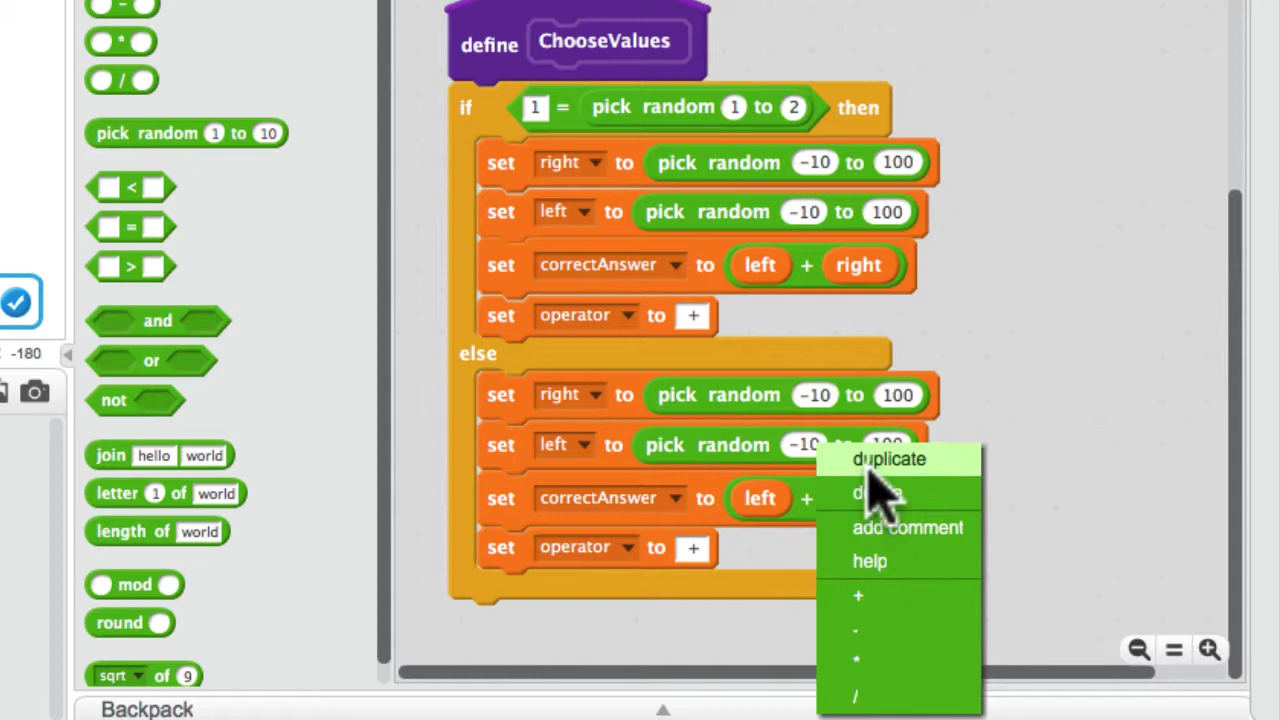 -
*
/
pick random 1 to 10
<
=
>
and
or
not
join hello world
letter 1 of world
length of world
mod
round
sqrt of 9
-180
Backpack
define ChooseValues
if 1 = pick random 1 to 2 then
set right to pick random -10 to 100
set left to pick random -10 to 100
set correctAnswer to left + right
set operator to +
else
set right to pick random -10 to 100
set left to pick random -10 to 100
set correctAnswer to left +
set operator to +
duplicate
add comment
help
+
-
*
/
=